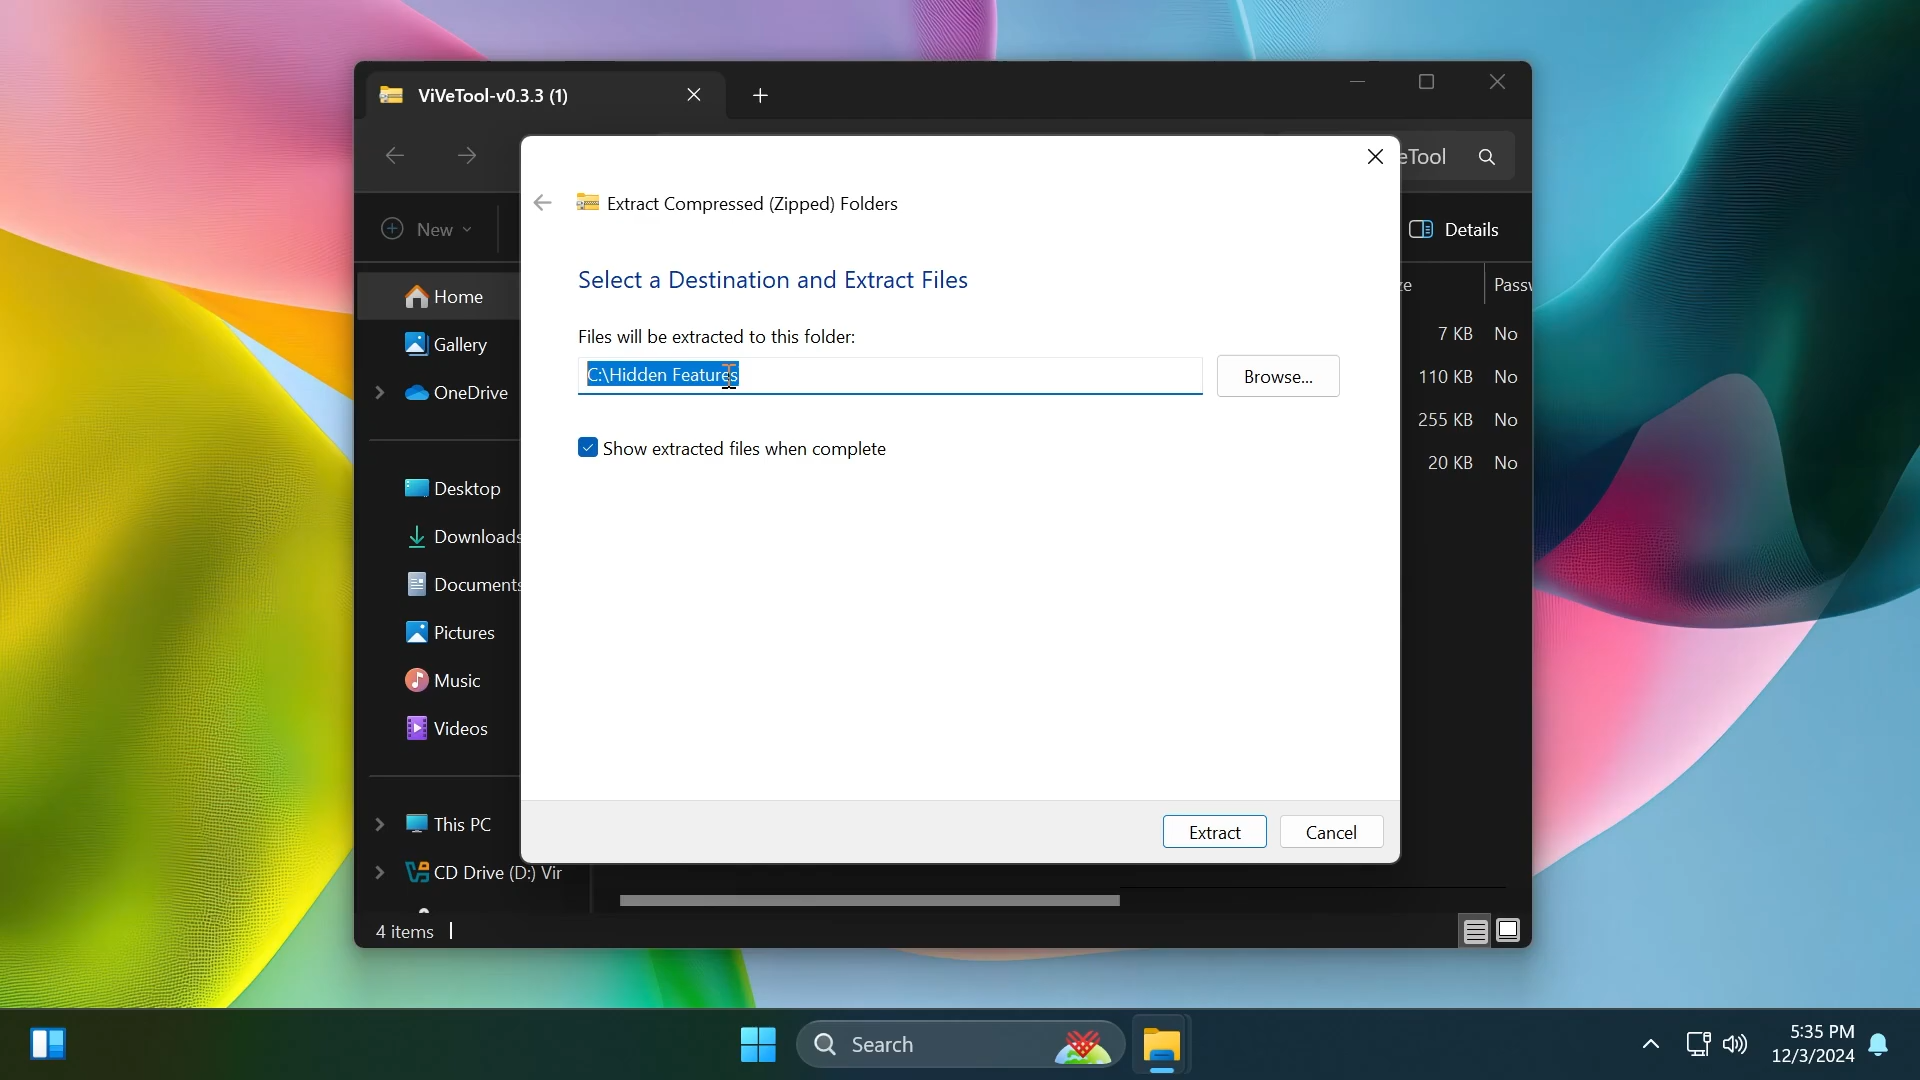 ViVeTool-v0.3.3 (1)
eTool
Extract Compressed (Zipped) Folders
New
Details
Select a Destination and Extract Files
Home
Gallery
OneDrive
Files will be extracted to this folder:
C:\Hidden Features
Browse...
Show extracted files when complete
ze
Passw
7 KB No
110 KB No
255 KB No
20 KB No
Desktop
Downloads
Documents
Pictures
Music
Videos
This PC
CD Drive (D:) Vir
Extract
Cancel
4 items
Search
5:35 PM
12/3/2024